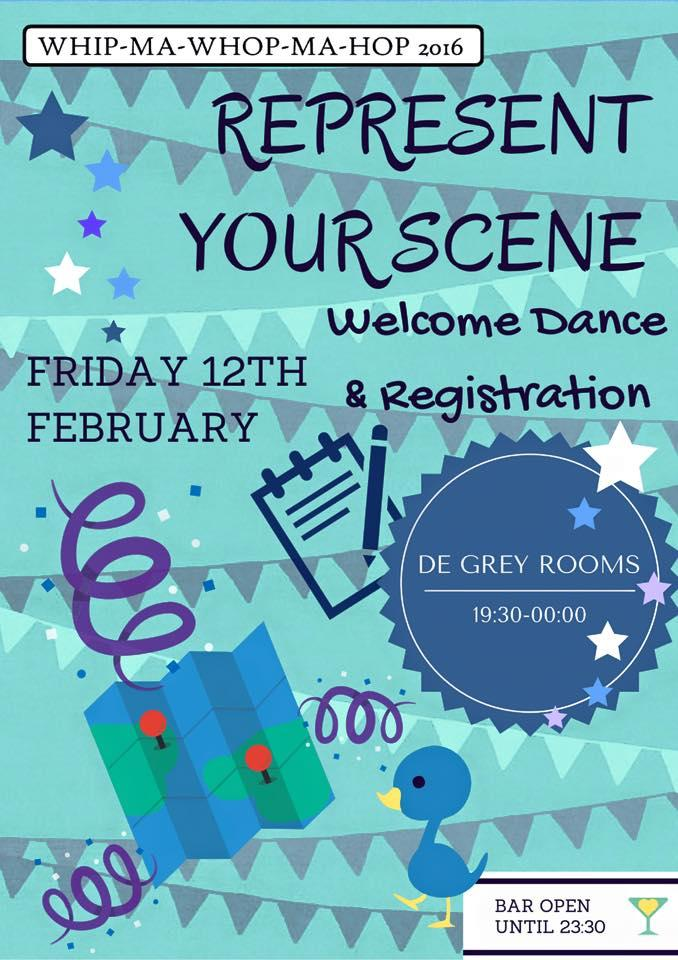 WHIP-MA-WHOP-MA-HOP 2016
REPRESENT
YOUR SCENE
Welcome Dance
& Registration
FRIDAY 12TH
FEBRUARY
DE GREY ROOMS
19:30-00:00
BAR OPEN
UNTIL 23:30